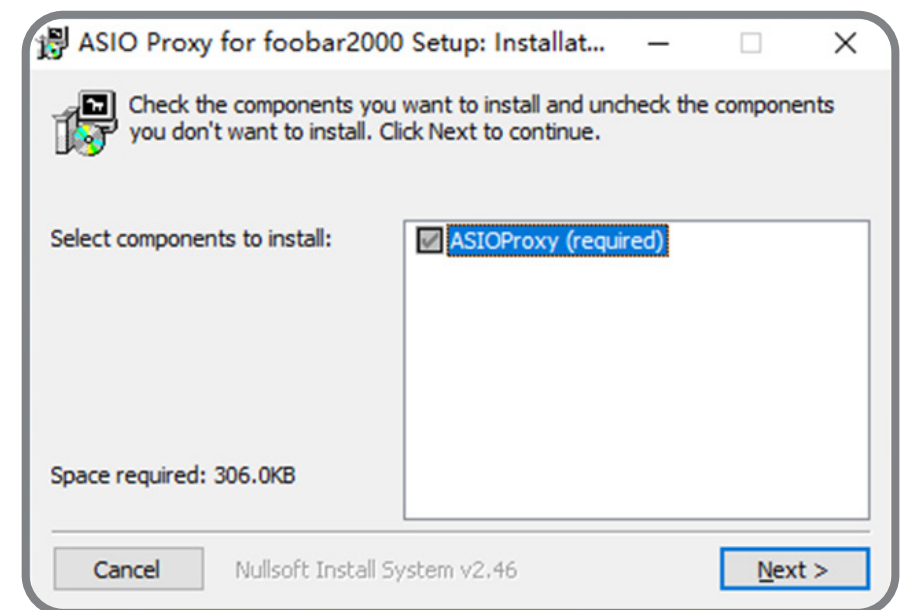 ASIO Proxy for foobar2000 Setup: Installat...
Check the components you want to install and uncheck the components
you don't want to install. Click Next to continue.
Select components to install:
ASIOProxy (required)
Space required: 306.0KB
Cancel
Nullsoft Install System v2.46
Next >